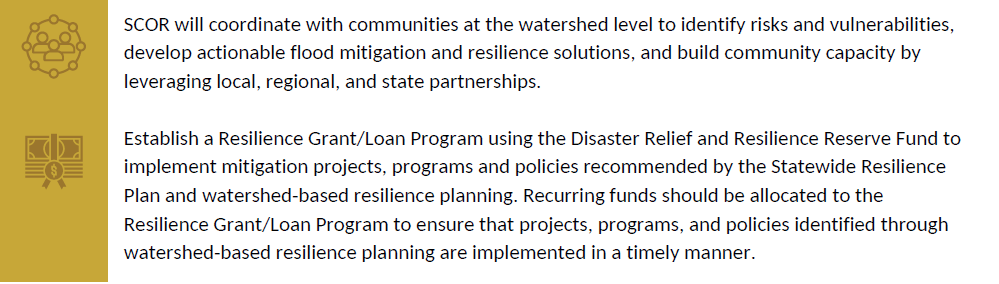 SCOR will coordinate with communities at the watershed level to identify risks and vulnerabilities,
develop actionable flood mitigation and resilience solutions, and build community capacity by
leveraging local, regional, and state partnerships.
Establish a Resilience Grant/Loan Program using the Disaster Relief and Resilience Reserve Fund to
implement mitigation projects, programs and policies recommended by the Statewide Resilience
Plan and watershed-based resilience planning. Recurring funds should be allocated to the
Resilience Grant/Loan Program to ensure that projects, programs, and policies identified through
watershed-based resilience planning are implemented in a timely manner.